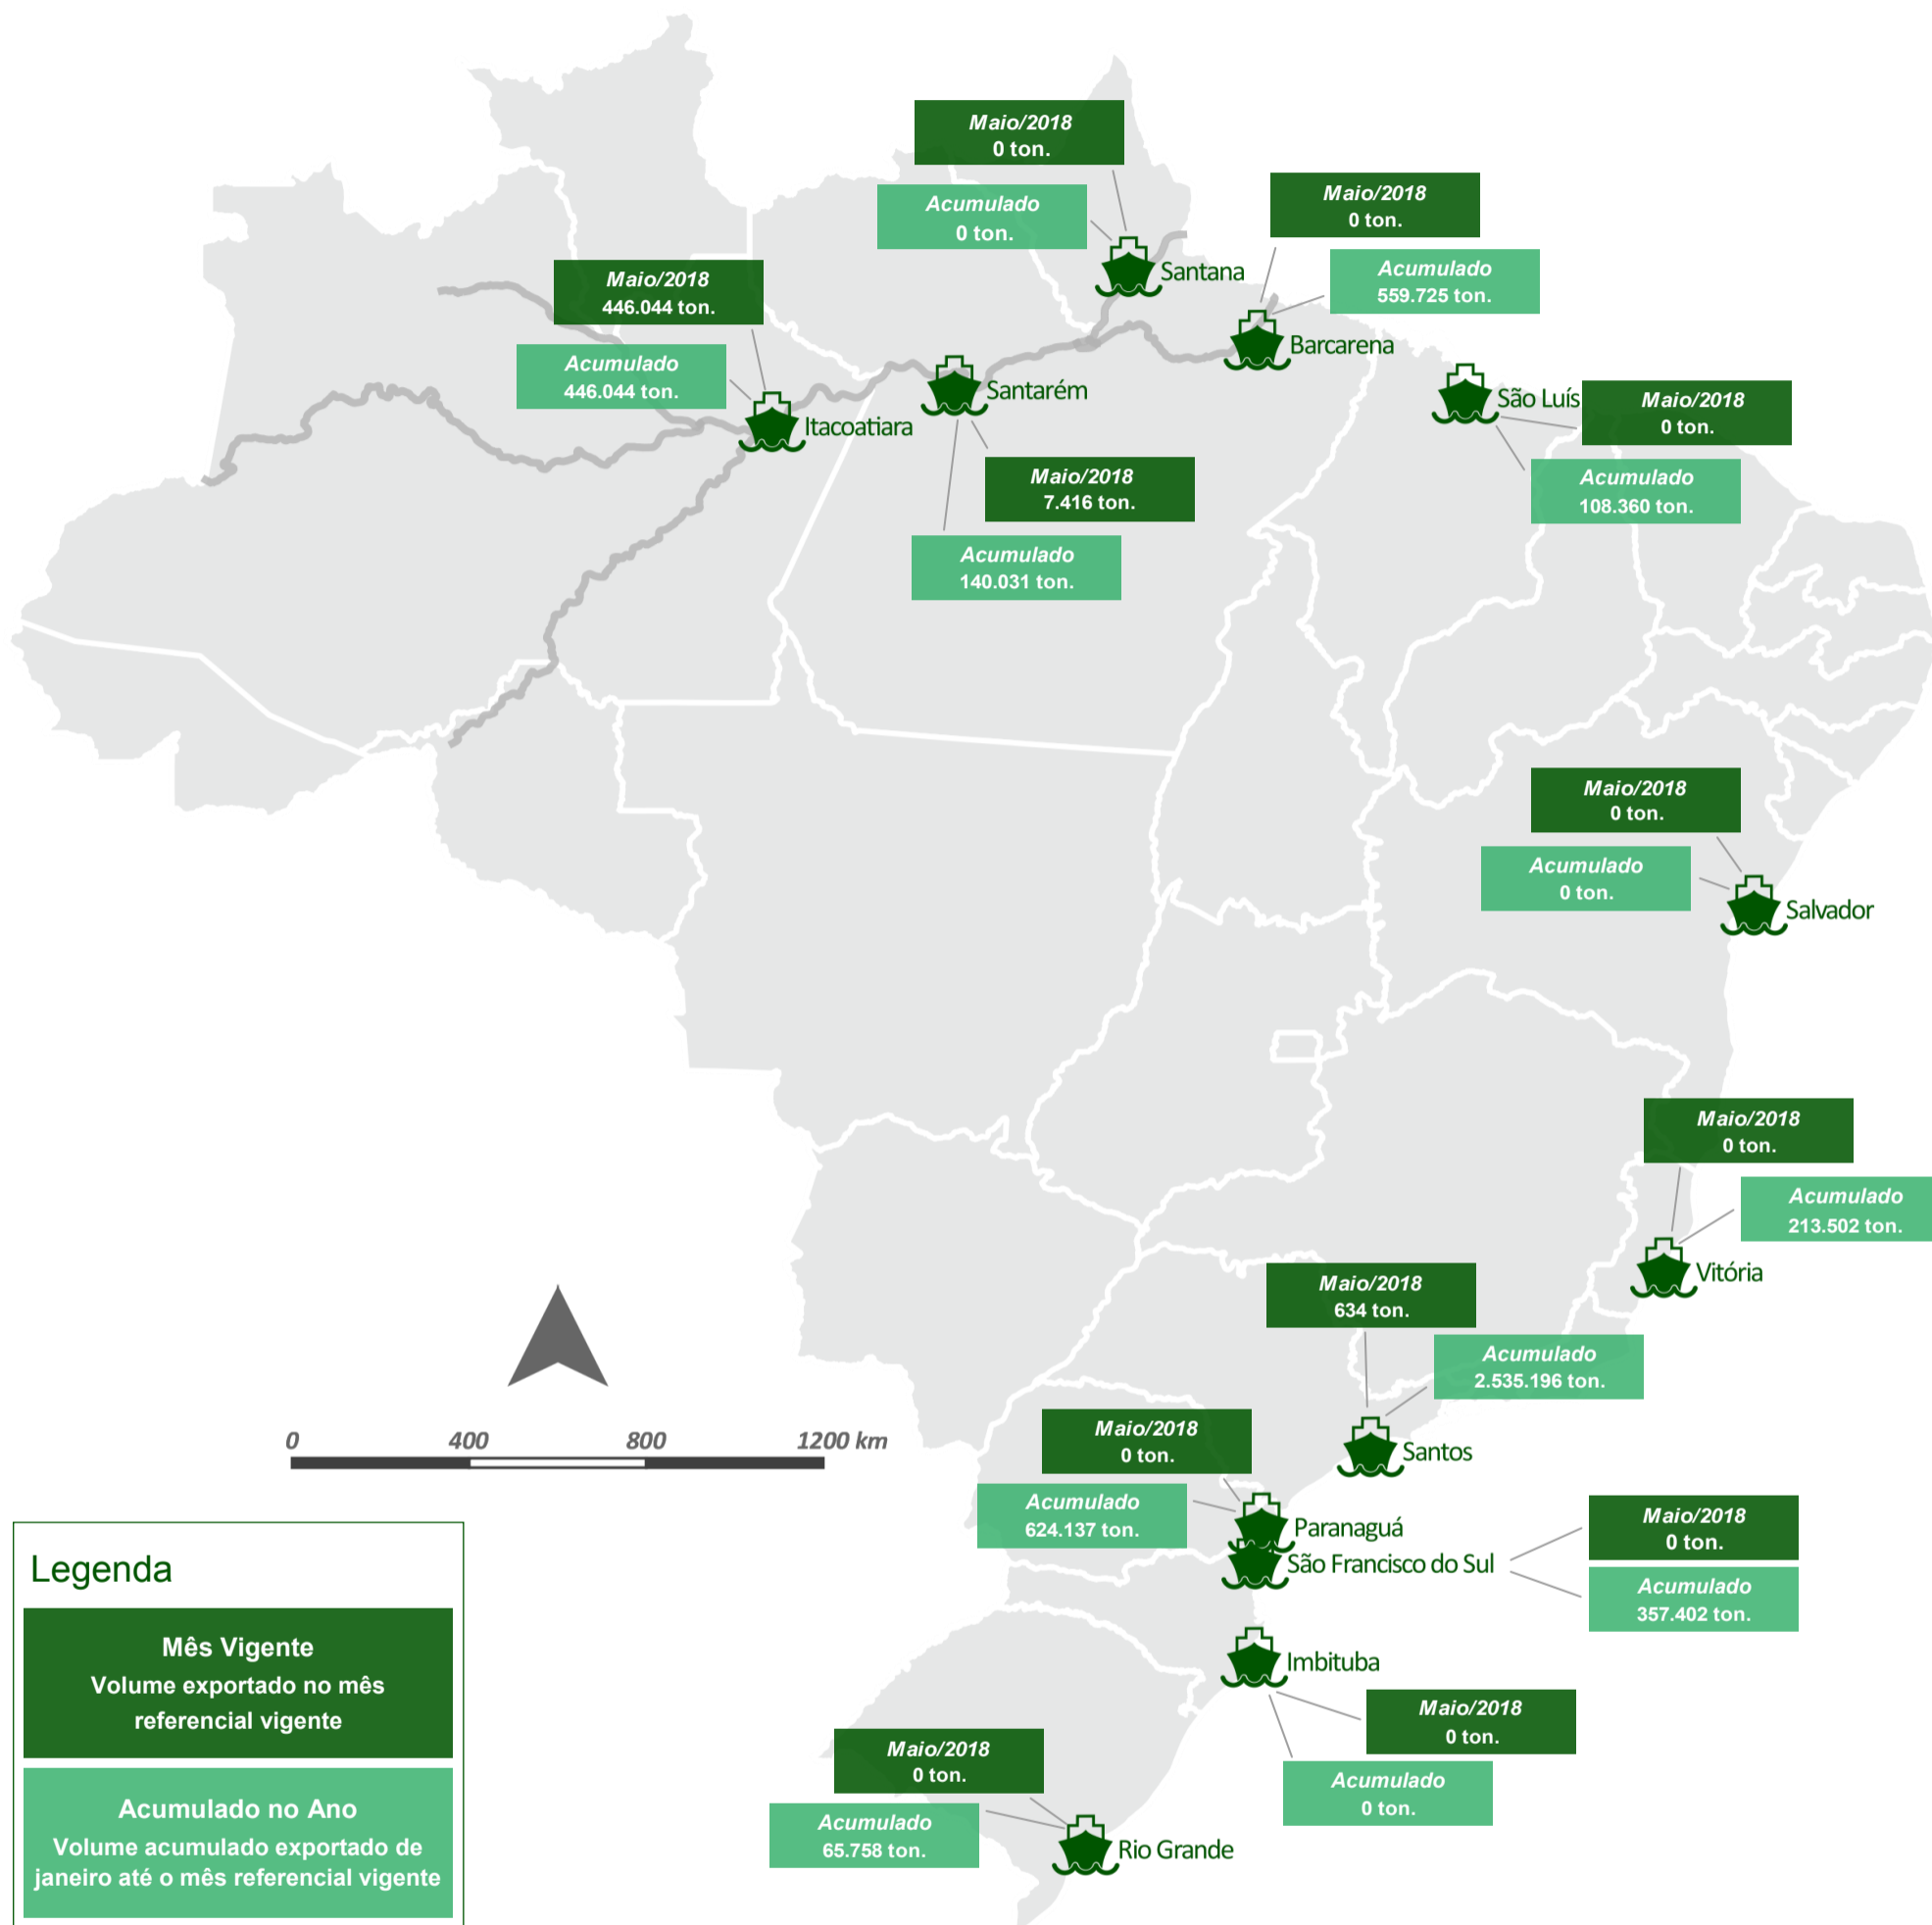 Maio/2018
0 ton.
Acumulado
0 ton.
Santana
Maio/2018
0 ton.
Acumulado
559.725 ton.
Barcarena
Maio/2018
446.044 ton.
Acumulado
446.044 ton.
Itacoatiara
Santarém
Maio/2018
7.416 ton.
Acumulado
140.031 ton.
São Luís
Maio/2018
0 ton.
Acumulado
108.360 ton.
Maio/2018
0 ton.
Acumulado
0 ton.
Salvador
Maio/2018
0 ton.
Acumulado
213.502 ton.
Vitória
Maio/2018
634 ton.
Acumulado
2.535.196 ton.
Santos
Maio/2018
0 ton.
Acumulado
624.137 ton.
Paranaguá
São Francisco do Sul
Maio/2018
0 ton.
Acumulado
357.402 ton.
Imbituba
Maio/2018
0 ton.
Acumulado
0 ton.
Maio/2018
0 ton.
Acumulado
65.758 ton.
Rio Grande
0 400 800 1200 km
Legenda
Mês Vigente
Volume exportado no mês
referencial vigente
Acumulado no Ano
Volume acumulado exportado de
janeiro até o mês referencial vigente